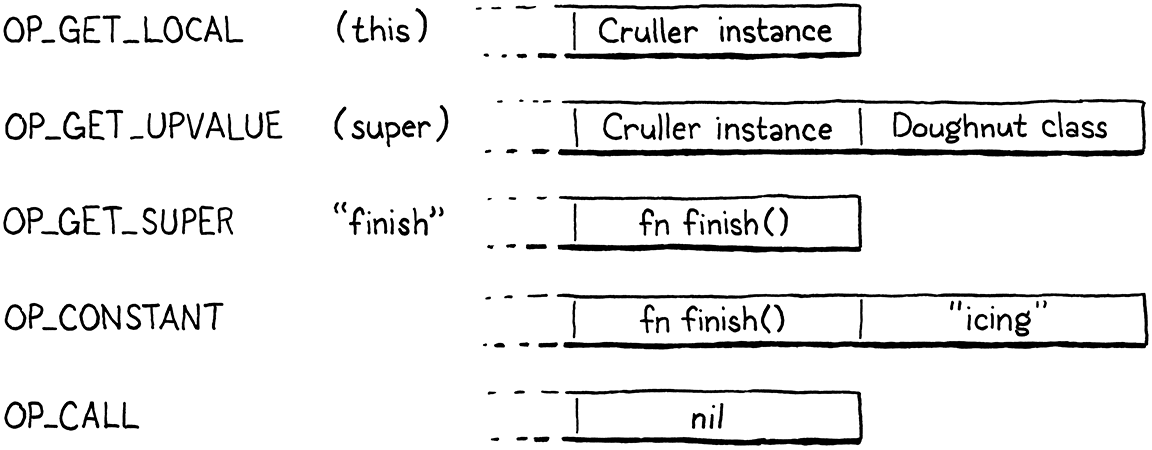 OP_GET_LOCAL (this) Cruller instance
OP_GET_UPVALUE (super) Cruller instance Doughnut class
OP_GET_SUPER “finish” fn finish()
OP_CONSTANT fn finish() "icing"
OP_CALL nil